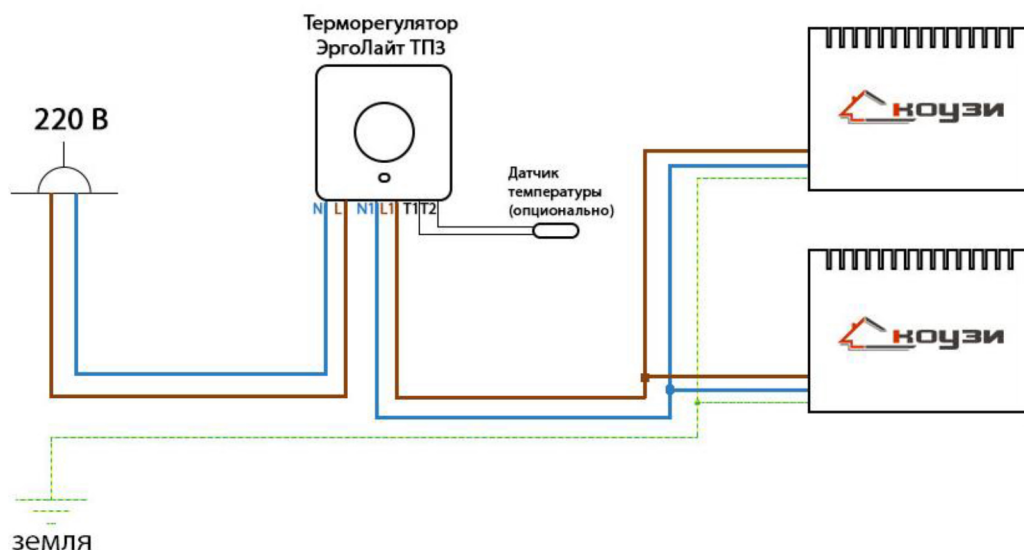 Терморегулятор
ЭргоЛайт ТП3
220 В
коузи
Датчик
температуры
(опционально)
N L N1 L1 T1 T2
коузи
земля